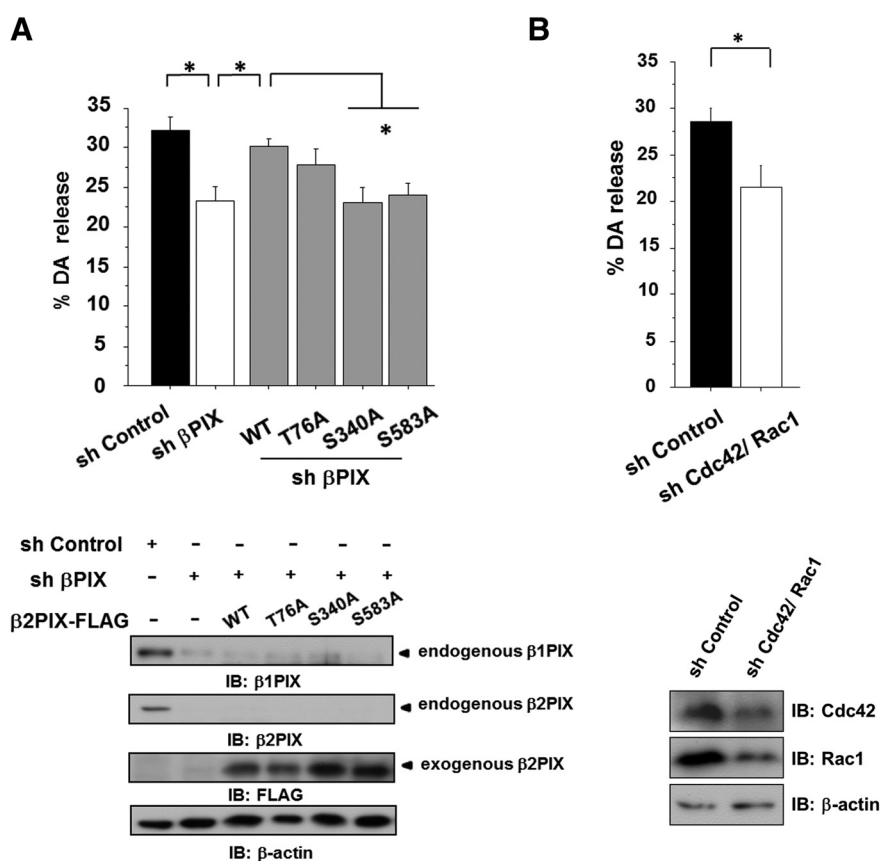 A
* *
*
% DA release
35
30
25
20
15
10
5
0
sh Control
sh βPIX
WT
T76A
S340A
S583A
sh βPIX
B
*
% DA release
35
30
25
20
15
10
5
0
sh Control
sh Cdc42/ Rac1
sh Control + - - - - -
sh βPIX - + + + + +
β2PIX-FLAG - - WT T76A S340A S583A
endogenous β1PIX
IB: β1PIX
endogenous β2PIX
IB: β2PIX
exogenous β2PIX
IB: FLAG
IB: β-actin
sh Control
sh Cdc42/ Rac1
IB: Cdc42
IB: Rac1
IB: β-actin